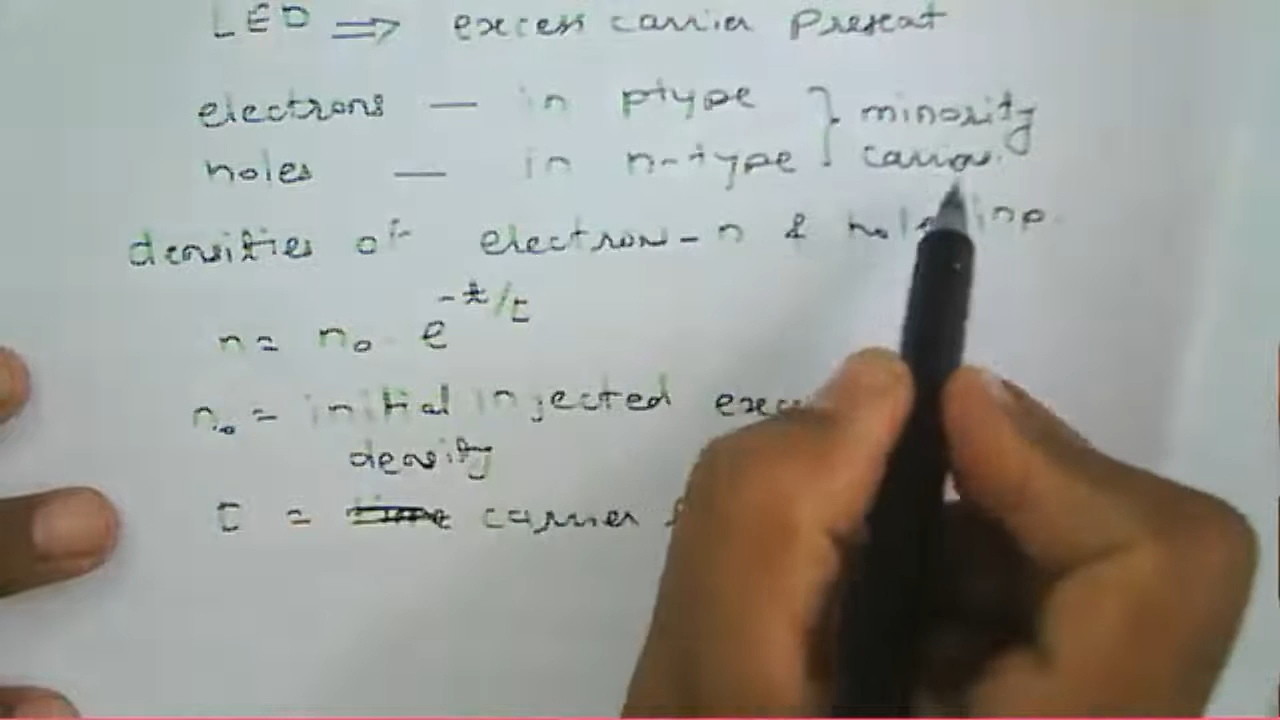 LED ⇒ excess carrier present
electrons — in ptype } minority
holes — in n-type } carrier.
densities of electron - n & hole in p.
n = n₀ e^-t/τ
n₀ = initial injected
density
τ = carrier